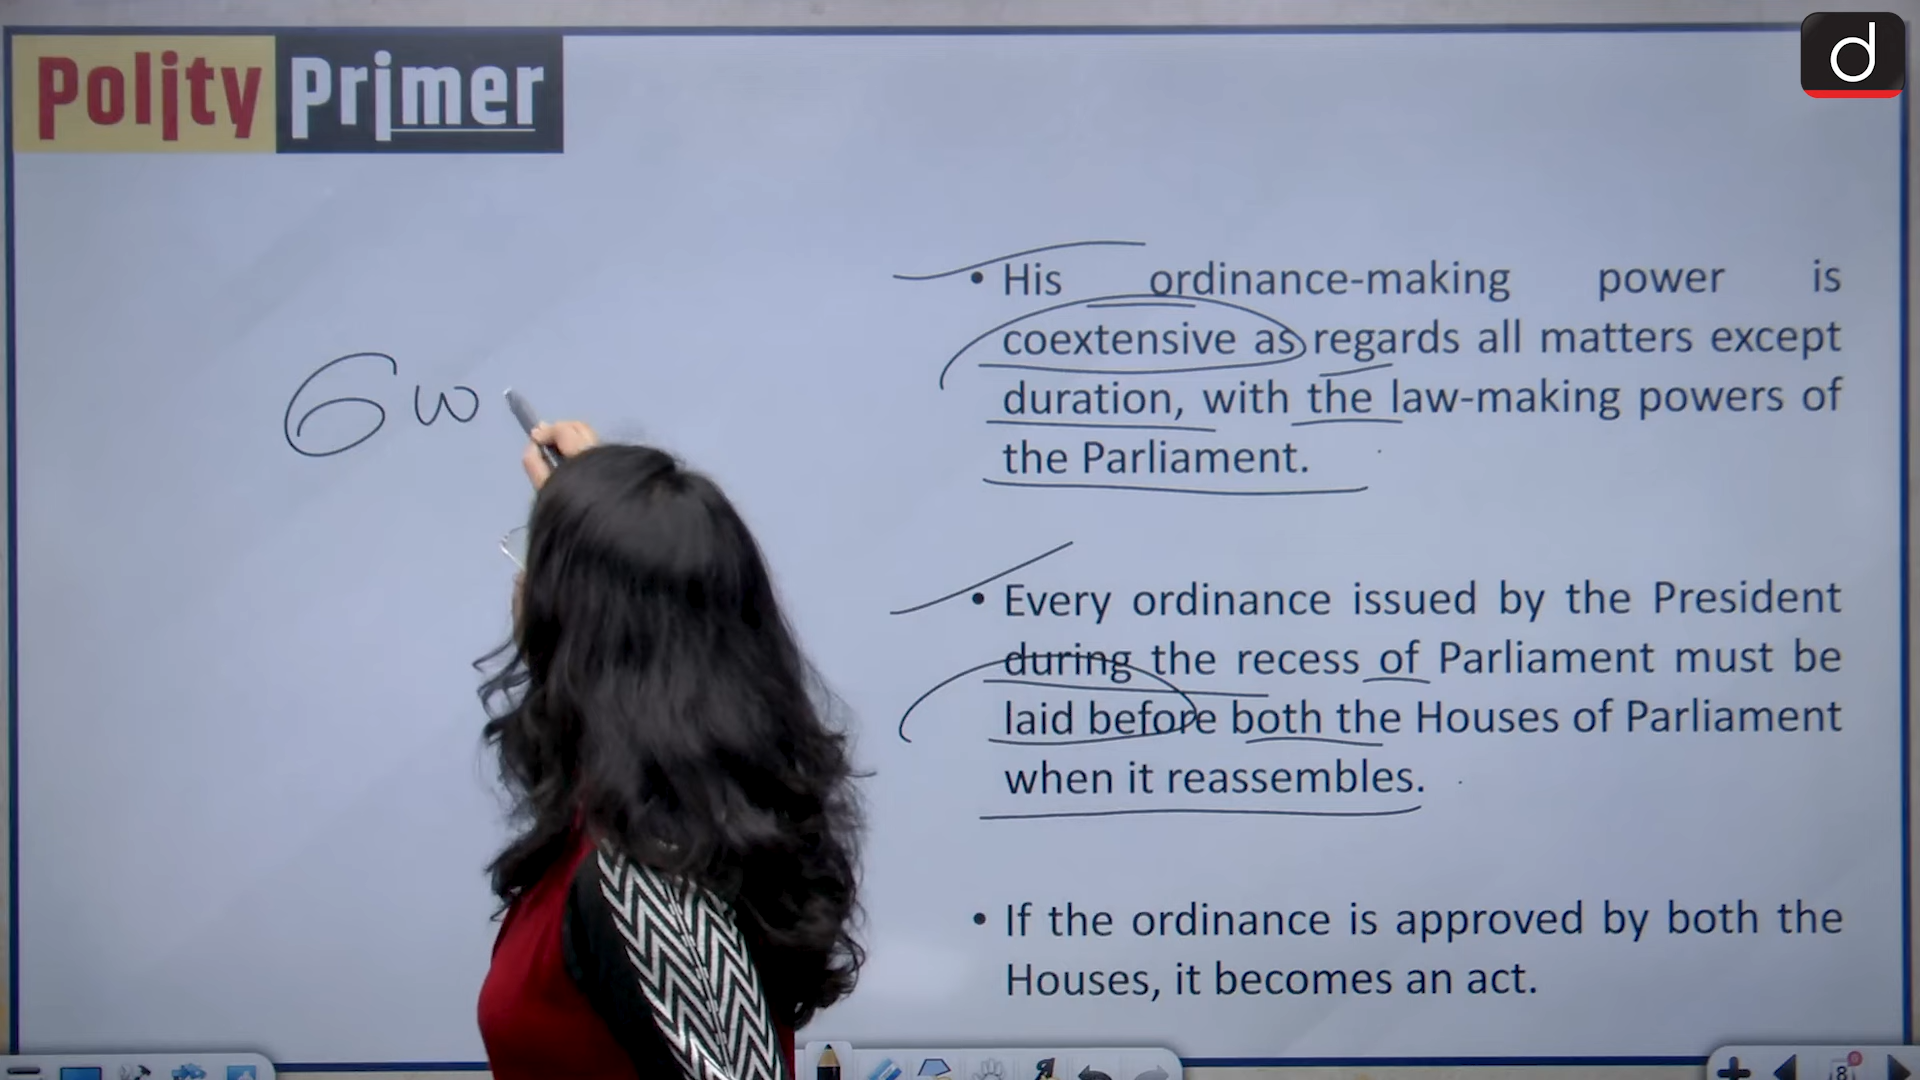 Polity Primer
d
6 w
• His ordinance-making power is
coextensive as regards all matters except
duration, with the law-making powers of
the Parliament.
• Every ordinance issued by the President
during the recess of Parliament must be
laid before both the Houses of Parliament
when it reassembles.
• If the ordinance is approved by both the
Houses, it becomes an act.
8